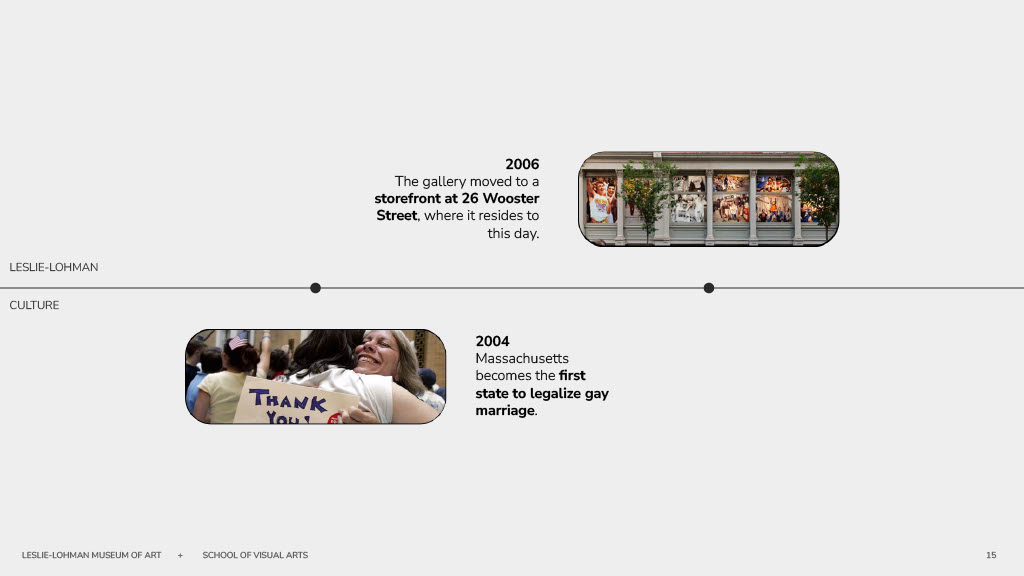 2006
The gallery moved to a
storefront at 26 Wooster
Street, where it resides to
this day.
LESLIE-LOHMAN
CULTURE
THANK
YOU!
2004
Massachusetts
becomes the first
state to legalize gay
marriage.
LESLIE-LOHMAN MUSEUM OF ART + SCHOOL OF VISUAL ARTS
15